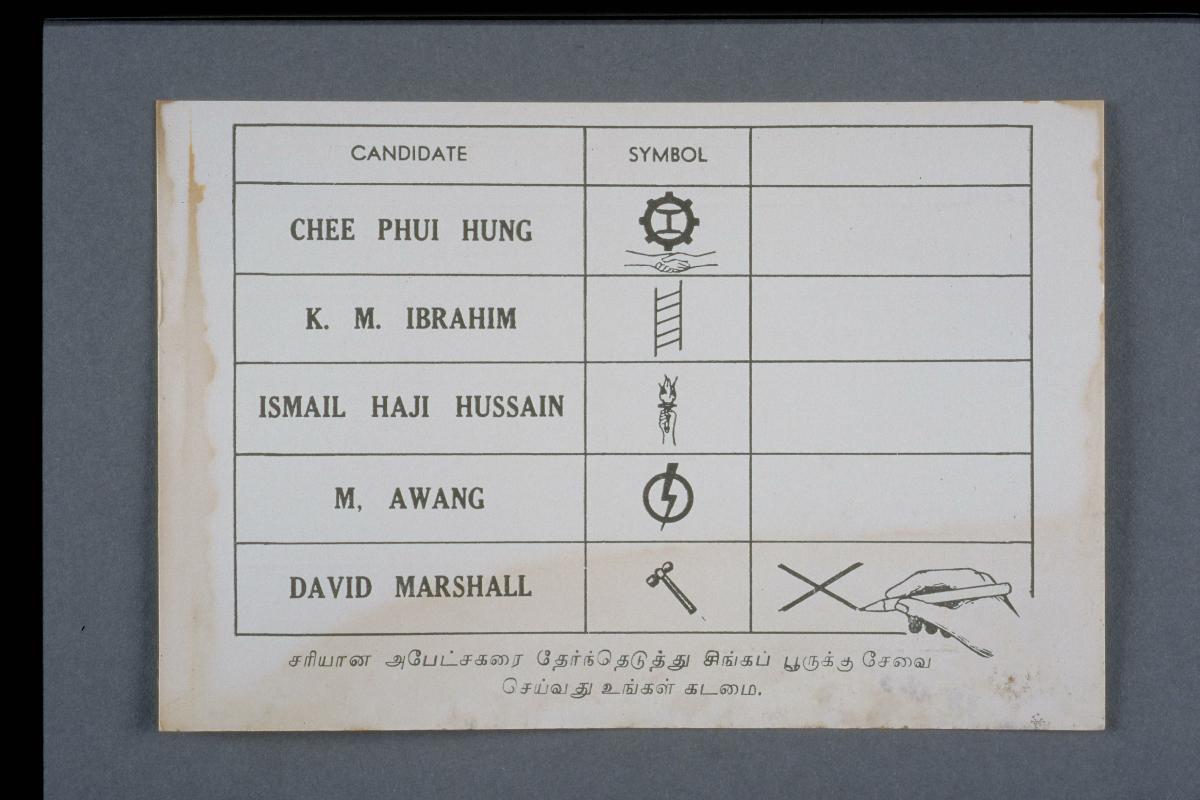 CANDIDATE SYMBOL
CHEE PHUI HUNG
K. M. IBRAHIM
ISMAIL HAJI HUSSAIN
M, AWANG
DAVID MARSHALL
சரியான அபேட்சகரை தேர்ந்தெடுத்து சிங்கப் பூருக்கு சேவை
செய்வது உங்கள் கடமை.